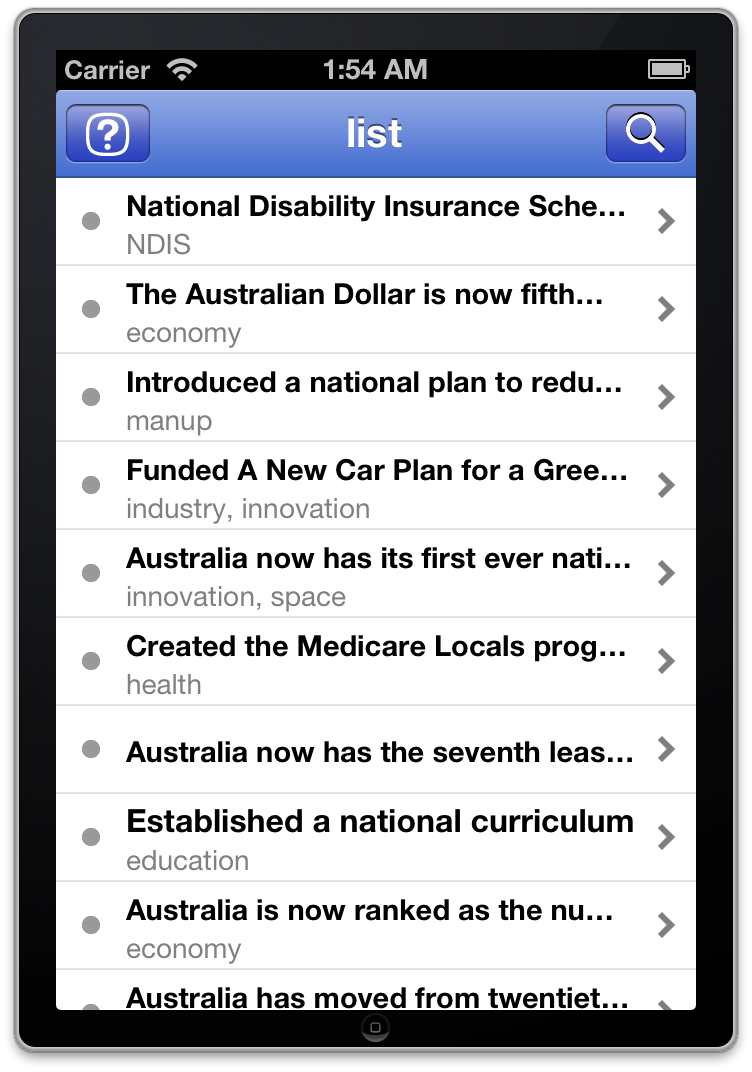 Carrier 1:54 AM
list
National Disability Insurance Sche...
NDIS
The Australian Dollar is now fifth...
economy
Introduced a national plan to redu...
manup
Funded A New Car Plan for a Gree...
industry, innovation
Australia now has its first ever nati...
innovation, space
Created the Medicare Locals prog...
health
Australia now has the seventh leas...
Established a national curriculum
education
Australia is now ranked as the nu...
economy
Australia has moved from twentiet...